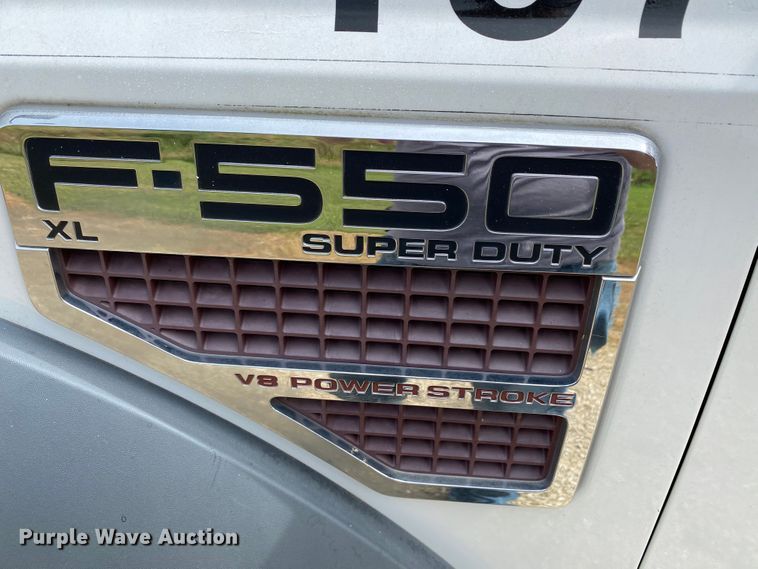 F-550
XL SUPER DUTY
V8 POWER STROKE
Purple Wave Auction